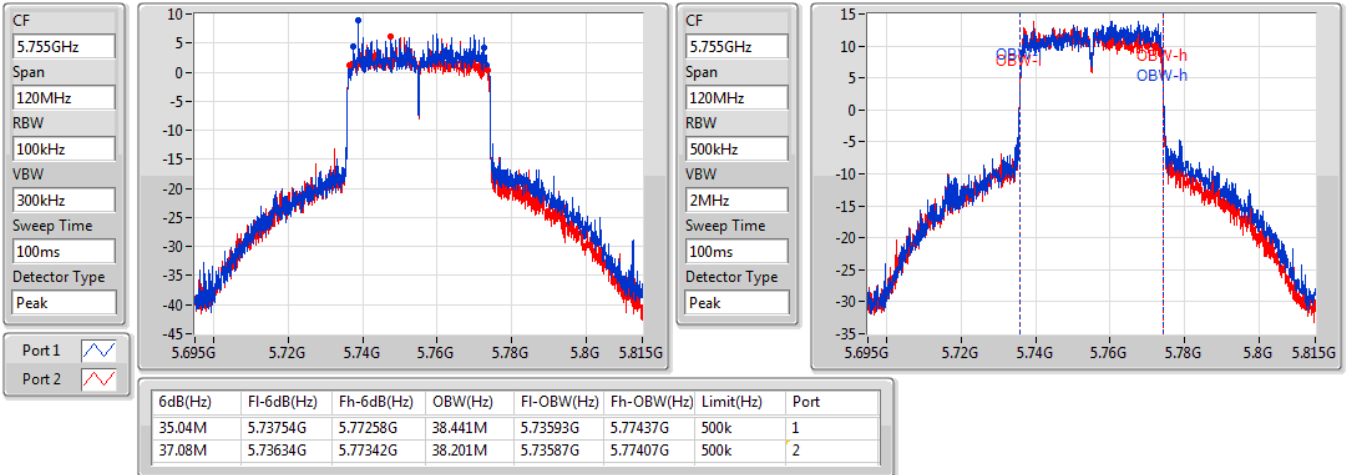 CF
5.755GHz
Span
120MHz
RBW
100kHz
VBW
300kHz
Sweep Time
100ms
Detector Type
Peak
Port 1
Port 2
10
5
0
-5
-10
-15
-20
-25
-30
-35
-40
-45
5.695G 5.72G 5.74G 5.76G 5.78G 5.8G 5.815G
CF
5.755GHz
Span
120MHz
RBW
500kHz
VBW
2MHz
Sweep Time
100ms
Detector Type
Peak
15
10
5
0
-5
-10
-15
-20
-25
-30
-35
OBW-l
OBW-l
OBW-h
OBW-h
5.695G 5.72G 5.74G 5.76G 5.78G 5.8G 5.815G
6dB(Hz) Fl-6dB(Hz) Fh-6dB(Hz) OBW(Hz) Fl-OBW(Hz) Fh-OBW(Hz) Limit(Hz) Port
35.04M 5.73754G 5.77258G 38.441M 5.73593G 5.77437G 500k 1
37.08M 5.73634G 5.77342G 38.201M 5.73587G 5.77407G 500k 2